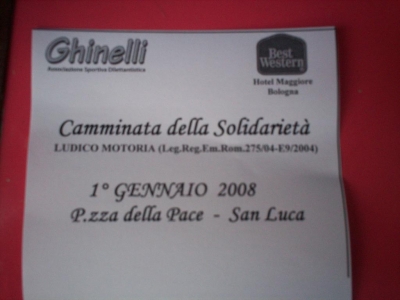 Ghinelli
Associazione Sportiva Dilettantistica
Best
Western
Hotel Maggiore
Bologna
Camminata della Solidarietà
LUDICO MOTORIA (Leg.Reg.Em.Rom.275/04-E9/2004)
1° GENNAIO 2008
P.zza della Pace - San Luca